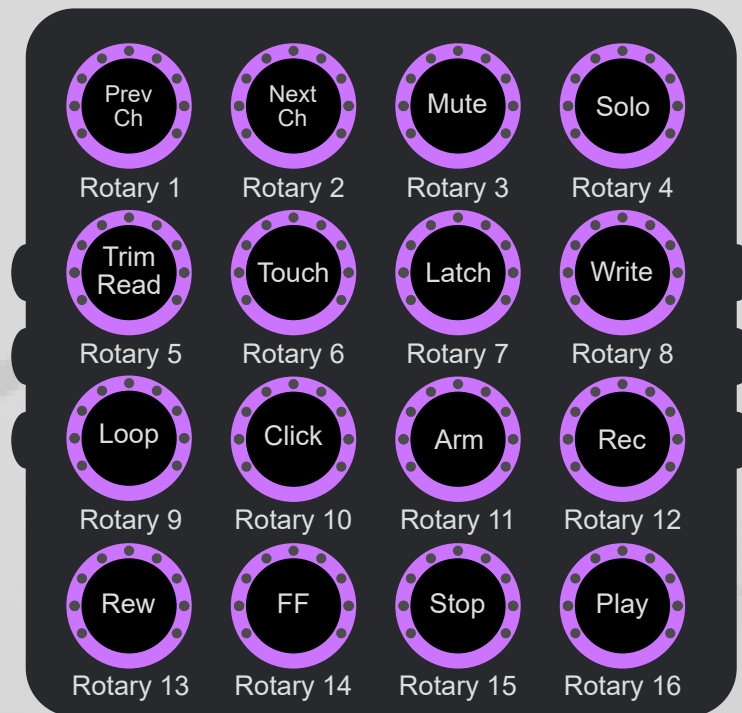 Prev
Ch
Next
Ch
Mute
Solo
Rotary 1
Rotary 2
Rotary 3
Rotary 4
Trim
Read
Touch
Latch
Write
Rotary 5
Rotary 6
Rotary 7
Rotary 8
Loop
Click
Arm
Rec
Rotary 9
Rotary 10
Rotary 11
Rotary 12
Rew
FF
Stop
Play
Rotary 13
Rotary 14
Rotary 15
Rotary 16